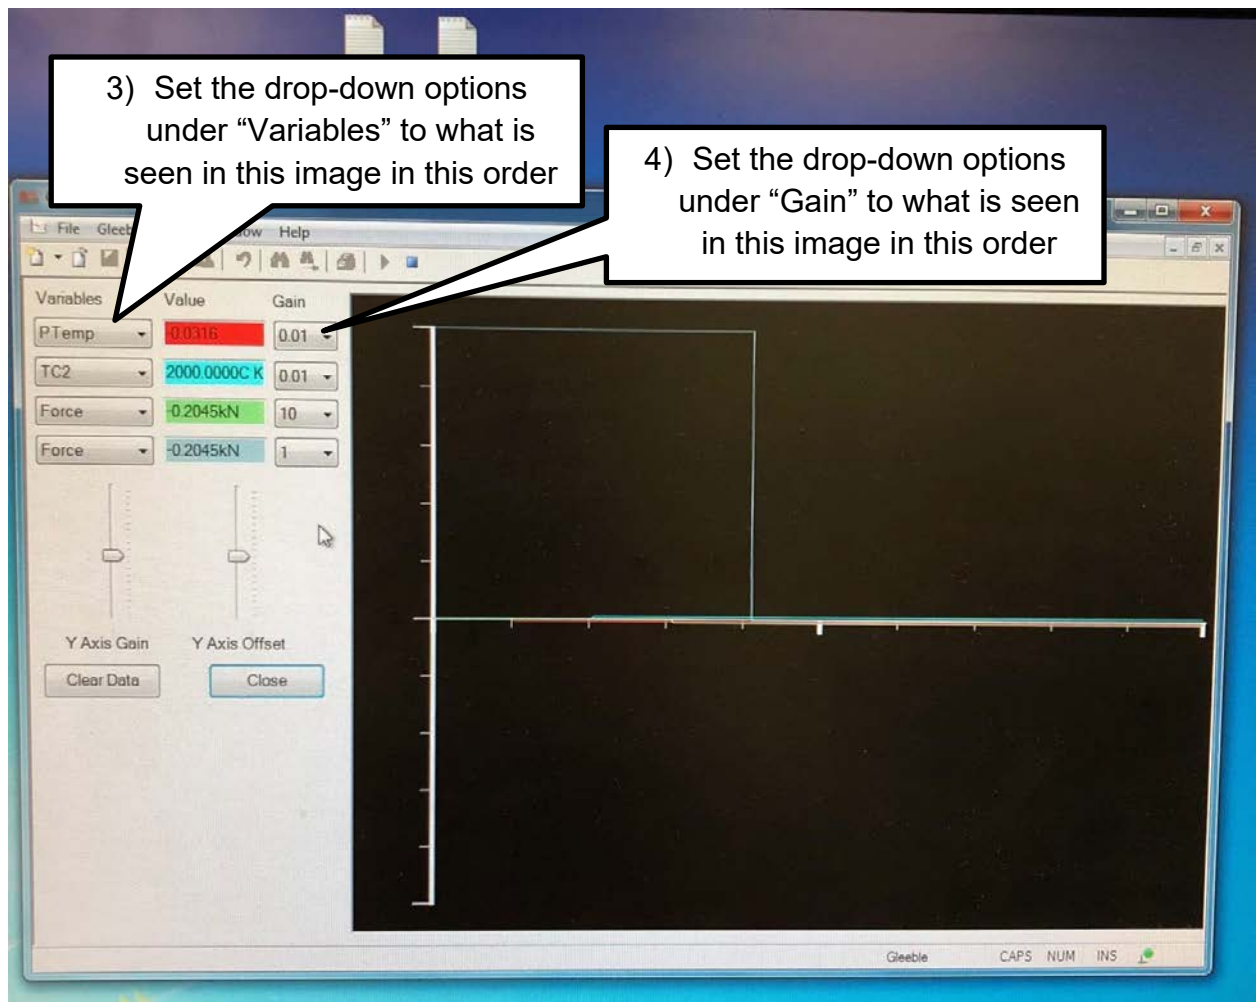 3) Set the drop-down options
under “Variables” to what is
seen in this image in this order
4) Set the drop-down options
under “Gain” to what is seen
in this image in this order
File
Help
Variables Value Gain
PTemp -0.0316 0.01
TC2 2000.0000C K 0.01
Force -0.2045kN 10
Force -0.2045kN 1
Y Axis Gain Y Axis Offset
Clear Data Close
Gleeble CAPS NUM INS